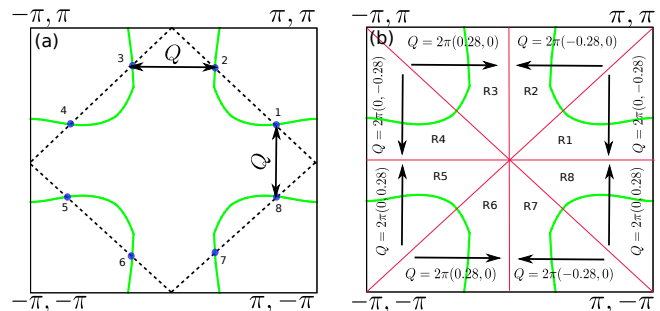 −π, π
π, π
(a)
3
Q
2
4
1
Q
5
8
6
7
−π, −π
π, −π
−π, π
π, π
(b)
Q = 2π(0.28, 0)
Q = 2π(−0.28, 0)
Q = 2π(0, −0.28)
R3
R2
Q = 2π(0, −0.28)
R4
R1
Q = 2π(0, 0.28)
R5
R8
Q = 2π(0, 0.28)
R6
R7
Q = 2π(0.28, 0)
Q = 2π(−0.28, 0)
−π, −π
π, −π